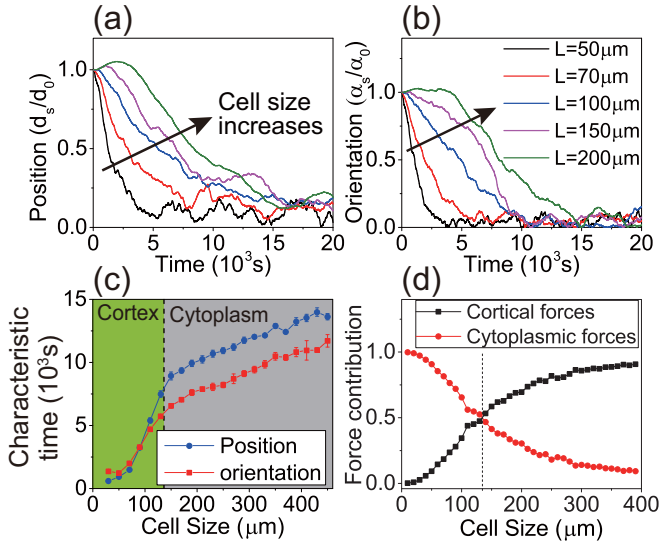 (a)
Position (d_s/d_0)
1.0
0.5
0.0
Cell size
increases
0 5 10 15 20
Time (10³s)
(b)
Orientation (α_s/α_0)
1.0
0.5
0.0
L=50μm
L=70μm
L=100μm
L=150μm
L=200μm
0 5 10 15 20
Time (10³s)
(c)
Characteristic
time (10³s)
15
10
5
0
Cortex
Cytoplasm
Position
orientation
0 100 200 300 400
Cell Size (μm)
(d)
Force contribution
1.0
0.5
0.0
Cortical forces
Cytoplasmic forces
0 100 200 300 400
Cell Size (μm)